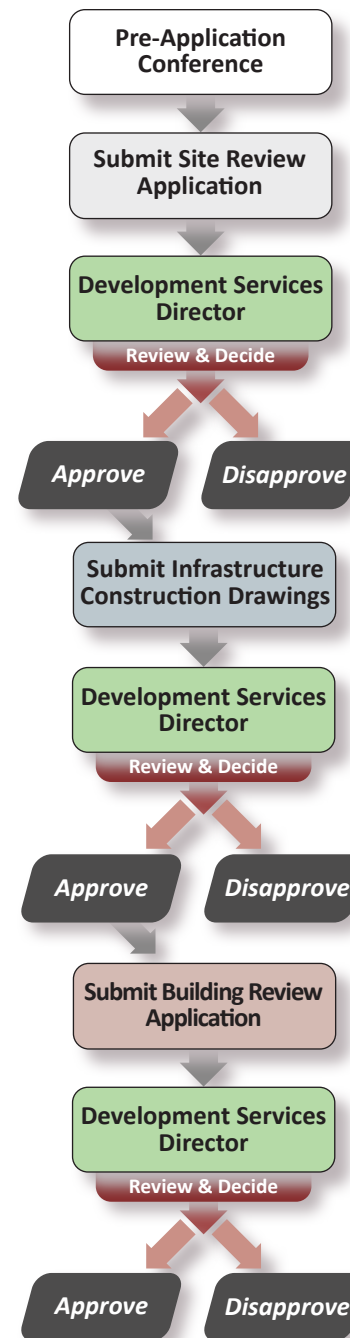 Pre-Application
Conference
Submit Site Review
Application
Development Services
Director
Review & Decide
Approve
Disapprove
Submit Infrastructure
Construction Drawings
Development Services
Director
Review & Decide
Approve
Disapprove
Submit Building Review
Application
Development Services
Director
Review & Decide
Approve
Disapprove